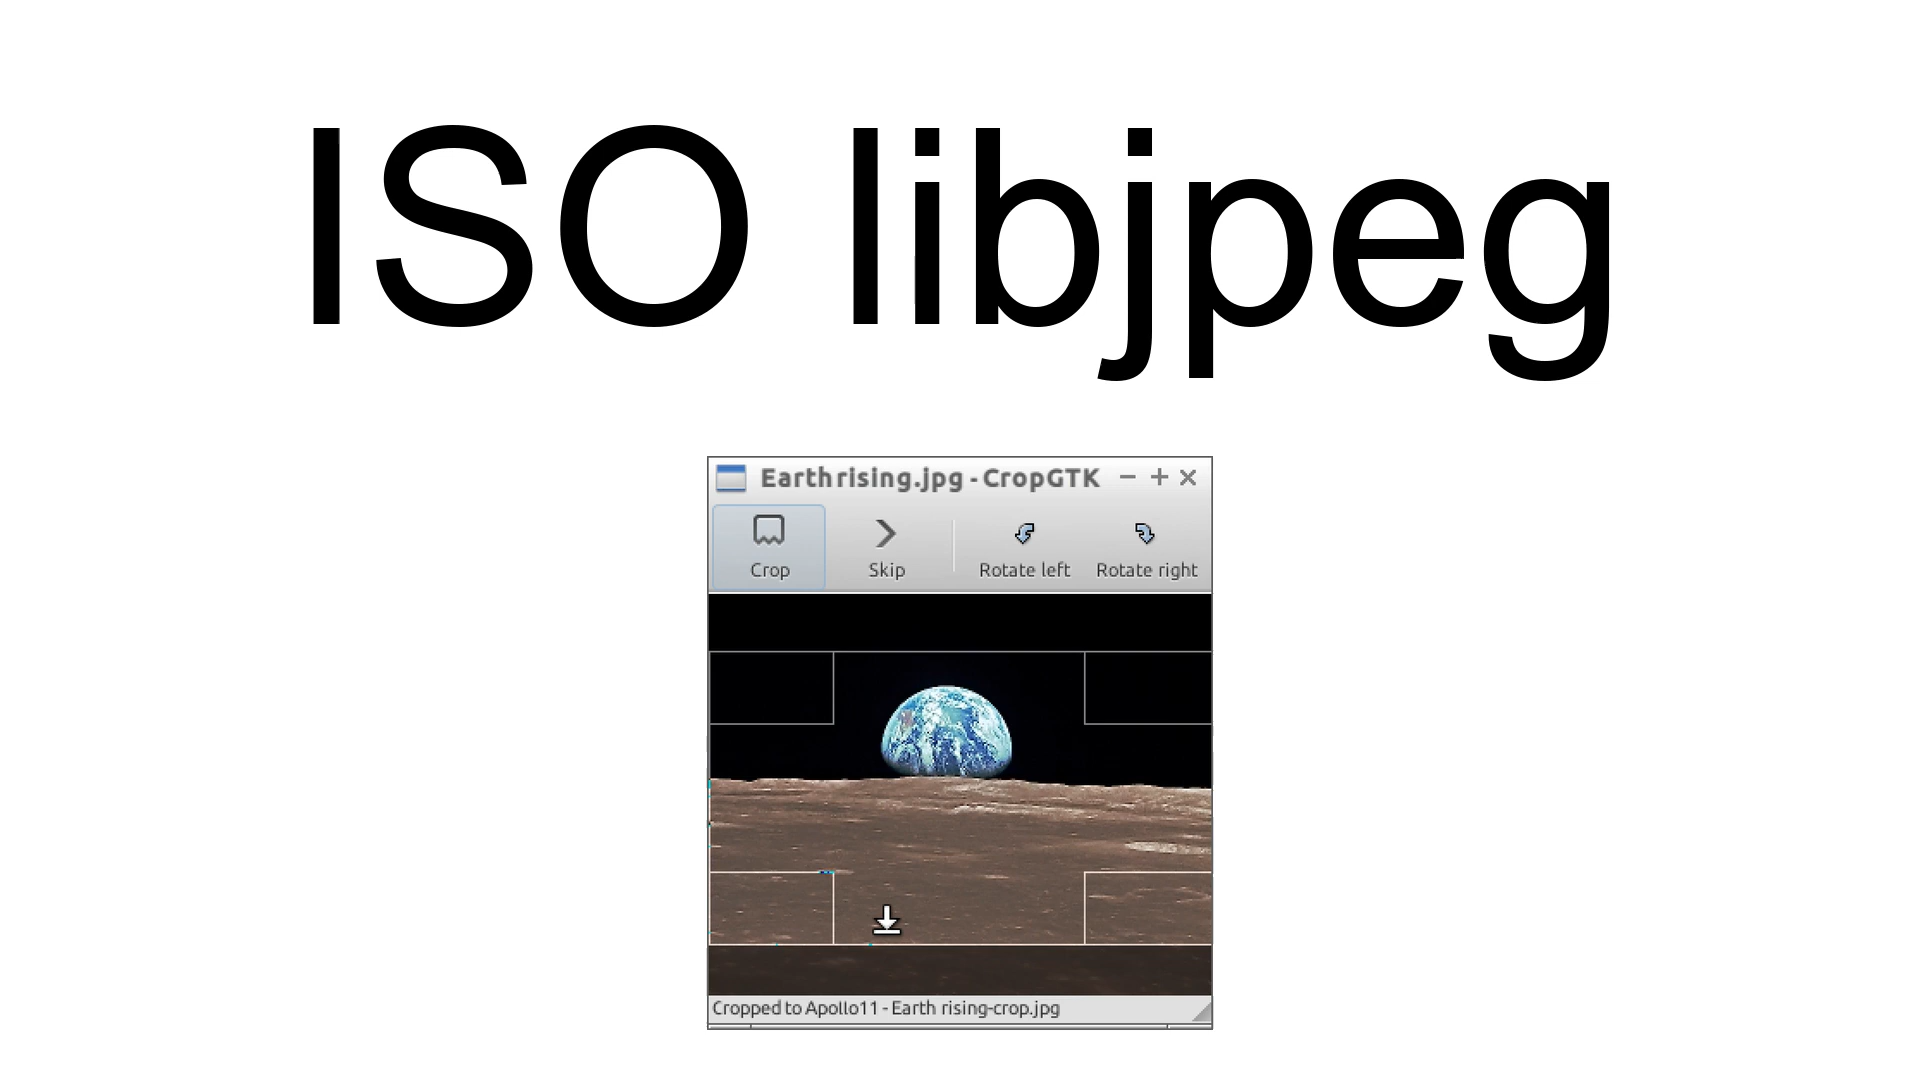 ISO libjpeg
Earthrising.jpg - CropGTK
Crop
Skip
Rotate left
Rotate right
Cropped to Apollo11 - Earth rising-crop.jpg